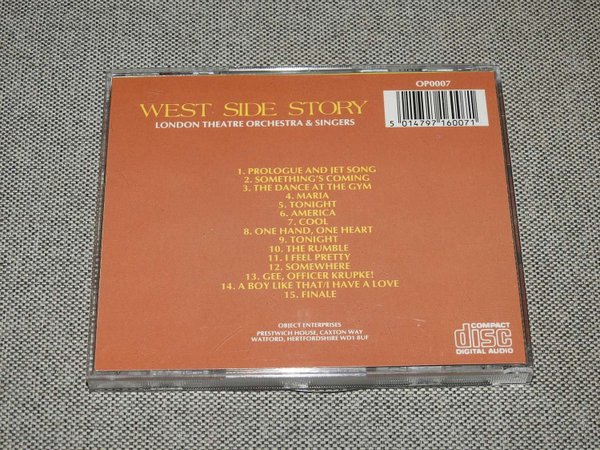 OP0007
WEST SIDE STORY
LONDON THEATRE ORCHESTRA & SINGERS
5 014797 160071
1. PROLOGUE AND JET SONG
2. SOMETHING'S COMING
3. THE DANCE AT THE GYM
4. MARIA
5. TONIGHT
6. AMERICA
7. COOL
8. ONE HAND, ONE HEART
9. TONIGHT
10. THE RUMBLE
11. I FEEL PRETTY
12. SOMEWHERE
13. GEE, OFFICER KRUPKE!
14. A BOY LIKE THAT/I HAVE A LOVE
15. FINALE
OBJECT ENTERPRISES
PRESTWICH HOUSE, CAXTON WAY
WATFORD, HERTFORDSHIRE WD1 8UF
COMPACT
disc
DIGITAL AUDIO